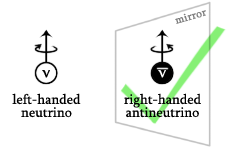 mirror
ν
ν̅
left-handed
neutrino
right-handed
antineutrino